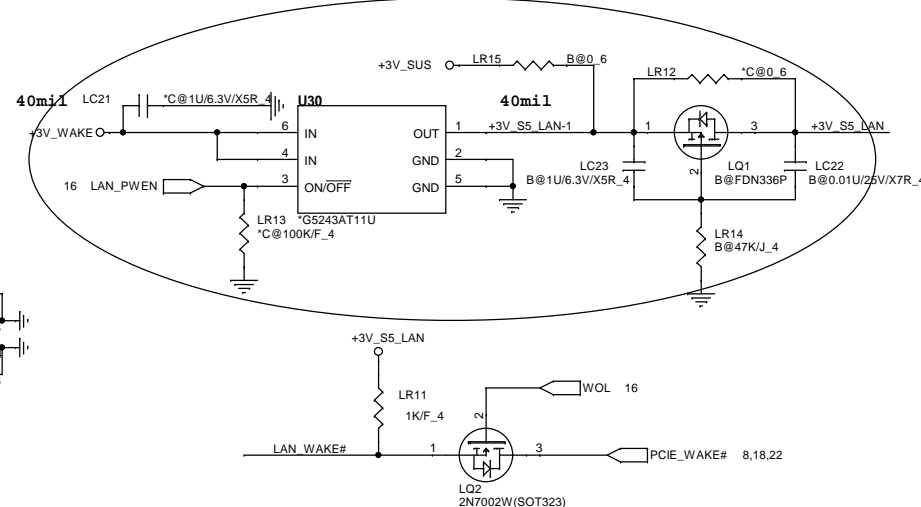 +3V_SUS
LR15
B@0_6
LR12
*C@0_6
40mil
LC21
*C@1U/6.3V/X5R_4
U30
40mil
+3V_WAKE
6
IN
OUT
1
+3V_S5_LAN-1
1
3
+3V_S5_LAN
4
IN
GND
2
16
LAN_PWEN
3
ON/OFF
GND
5
LC23
B@1U/6.3V/X5R_4
2
LQ1
B@FDN336P
LC22
B@0.01U/25V/X7R_4
LR13
*C@100K/F_4
*G5243AT11U
LR14
B@47K/J_4
+3V_S5_LAN
LR11
1K/F_4
WOL
16
2
LAN_WAKE#
1
3
PCIE_WAKE#
8,18,22
LQ2
2N7002W(SOT323)